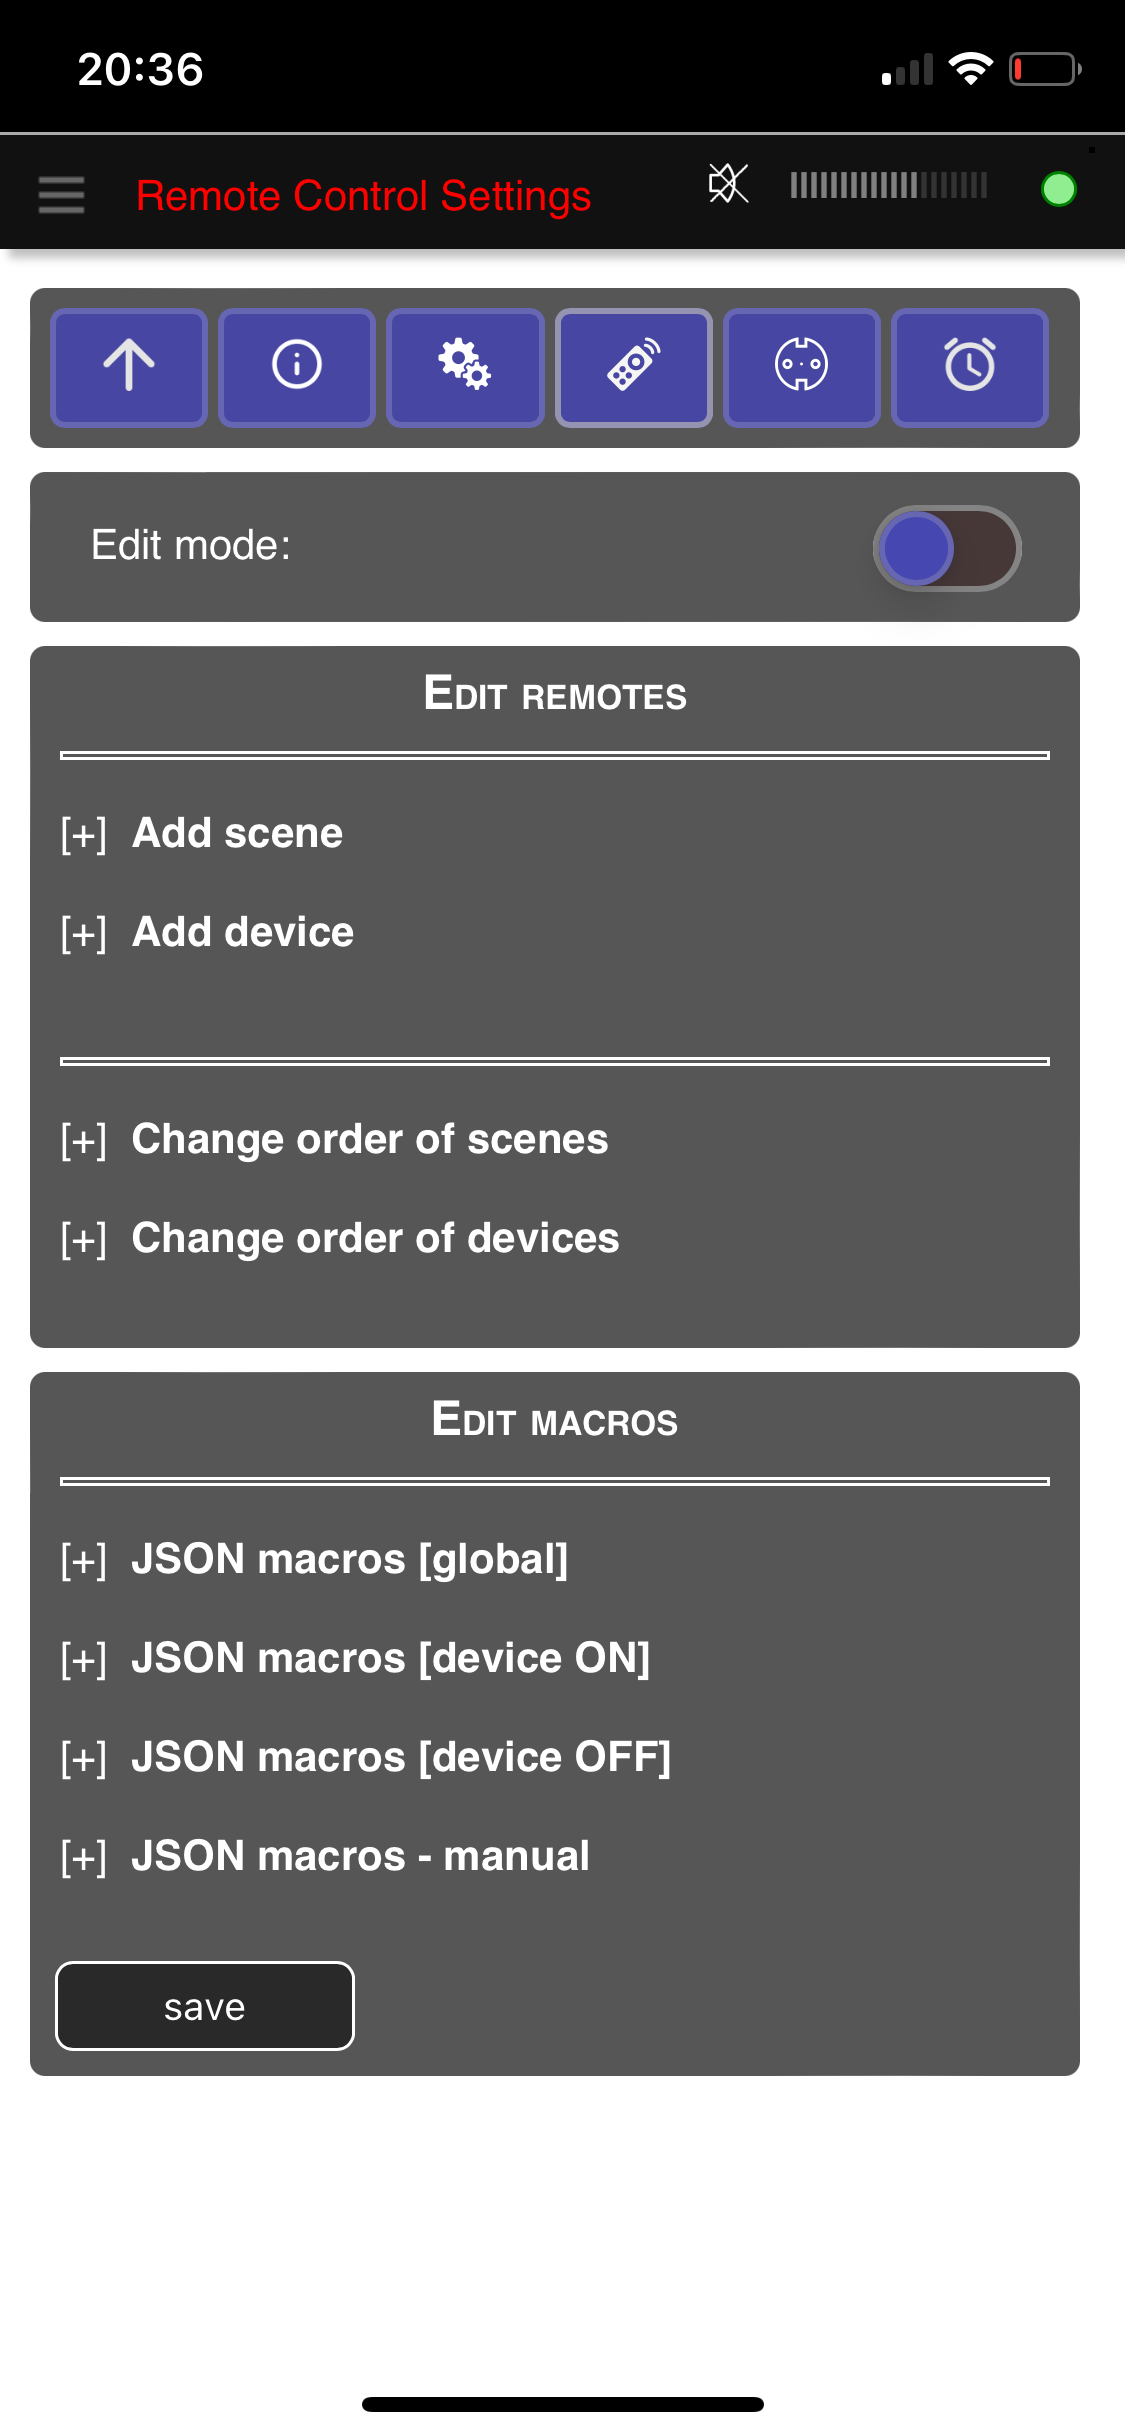 20:36
Remote Control Settings
Edit mode:
Edit remotes
[+] Add scene
[+] Add device
[+] Change order of scenes
[+] Change order of devices
Edit macros
[+] JSON macros [global]
[+] JSON macros [device ON]
[+] JSON macros [device OFF]
[+] JSON macros - manual
save